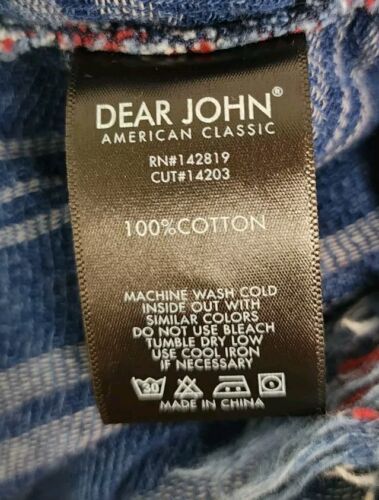 DEAR JOHN®
AMERICAN CLASSIC
RN#142819
CUT#14203
100%COTTON
MACHINE WASH COLD
INSIDE OUT WITH
SIMILAR COLORS
DO NOT USE BLEACH
TUMBLE DRY LOW
USE COOL IRON
IF NECESSARY
30
MADE IN CHINA